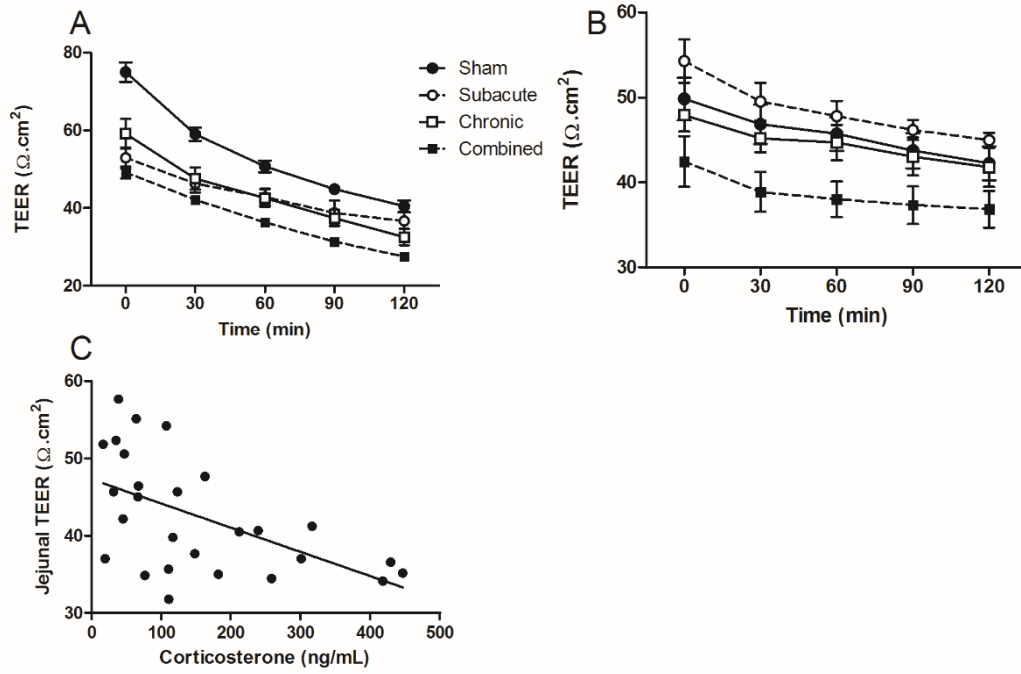 A
TEER (Ω.cm²)
80
60
40
20
0 30 60 90 120
Time (min)
Sham
Subacute
Chronic
Combined
B
TEER (Ω.cm²)
60
50
40
30
0 30 60 90 120
Time (min)
C
Jejunal TEER (Ω.cm²)
60
50
40
30
0 100 200 300 400 500
Corticosterone (ng/mL)